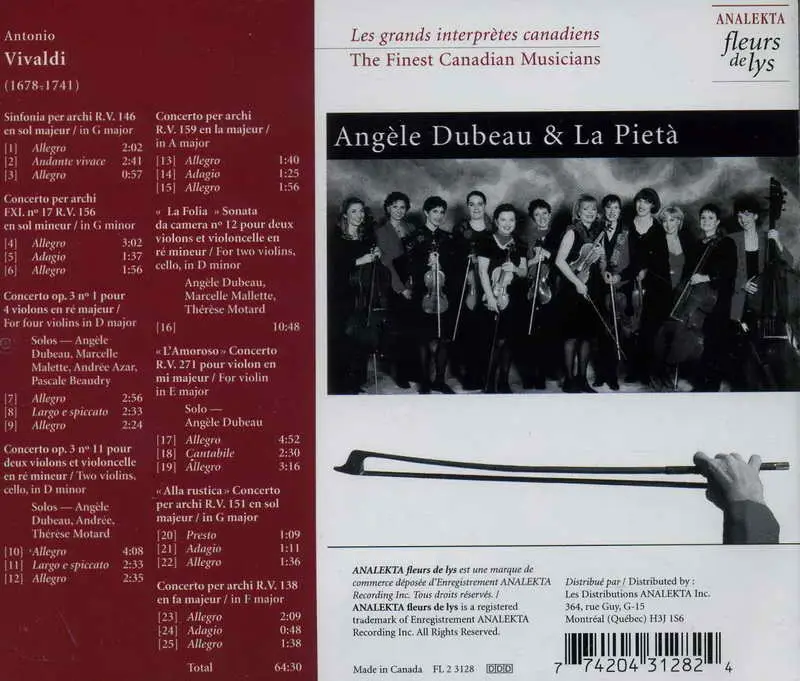 Antonio
Vivaldi
(1678-1741)
Sinfonia per archi R.V. 146
en sol majeur / in G major
[1] Allegro 2:02
[2] Andante vivace 2:41
[3] Allegro 0:57
Concerto per archi
FXI. nº 17 R.V. 156
en sol mineur / in G minor
[4] Allegro 3:02
[5] Adagio 1:37
[6] Allegro 1:56
Concerto op. 3 nº 1 pour
4 violons en ré majeur /
For four violins in D major
Solos — Angèle
Dubeau, Marcelle
Malette, Andrée Azar,
Pascale Beaudry
[7] Allegro 2:56
[8] Largo e spiccato 2:33
[9] Allegro 2:24
Concerto op. 3 nº 11 pour
deux violons et violoncelle
en ré mineur / Two violins,
cello, in D minor
Solos – Angèle
Dubeau, Andrée,
Thérèse Motard
[10] Allegro 4:08
[11] Largo e spiccato 2:33
[12] Allegro 2:35
Concerto per archi
R.V. 159 en la majeur /
in A major
[13] Allegro 1:40
[14] Adagio 1:25
[15] Allegro 1:56
« La Folia » Sonata
da camera nº 12 pour deux
violons et violoncelle en
ré mineur / For two violins,
cello, in D minor
Angèle Dubeau,
Marcelle Mallette,
Thérèse Motard
[16] 10:48
«L'Amoroso» Concerto
R.V. 271 pour violon en
mi majeur / For violin
in E major
Solo —
Angèle Dubeau
[17] Allegro 4:52
[18] Cantabile 2:30
[19] Allegro 3:16
«Alla rustica» Concerto
per archi R.V. 151 en sol
majeur / in G major
[20] Presto 1:09
[21] Adagio 1:11
[22] Allegro 1:36
Concerto per archi R.V. 138
en fa majeur / in F major
[23] Allegro 2:09
[24] Adagio 0:48
[25] Allegro 1:38
Total 64:30
Les grands interprètes canadiens
The Finest Canadian Musicians
ANALEKTA
fleurs
de lys
Angèle Dubeau & La Pietà
ANALEKTA fleurs de lys est une marque de
commerce déposée d'Enregistrement ANALEKTA
Recording Inc. Tous droits réservés. /
ANALEKTA fleurs de lys is a registered
trademark of Enregistrement ANALEKTA
Recording Inc. All Rights Reserved.
Distribué par / Distributed by :
Les Distributions ANALEKTA Inc.
364, rue Guy, G-15
Montréal (Québec) H3J 1S6
Made in Canada FL 2 3128 DDD
7 74204 31282 4